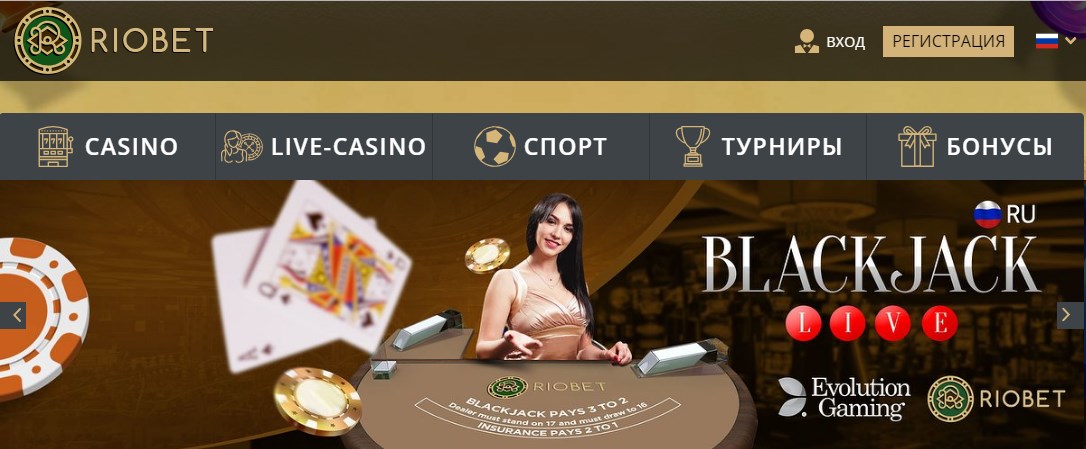 RIOBET
ВХОД
РЕГИСТРАЦИЯ
CASINO
LIVE-CASINO
СПОРТ
ТУРНИРЫ
БОНУСЫ
RU
BLACKJACK
LIVE
Q
A
RIOBET
BLACKJACK PAYS 3 TO 2
Dealer must stand on 17 and must draw to 16
INSURANCE PAYS 2 TO 1
Evolution
Gaming
RIOBET